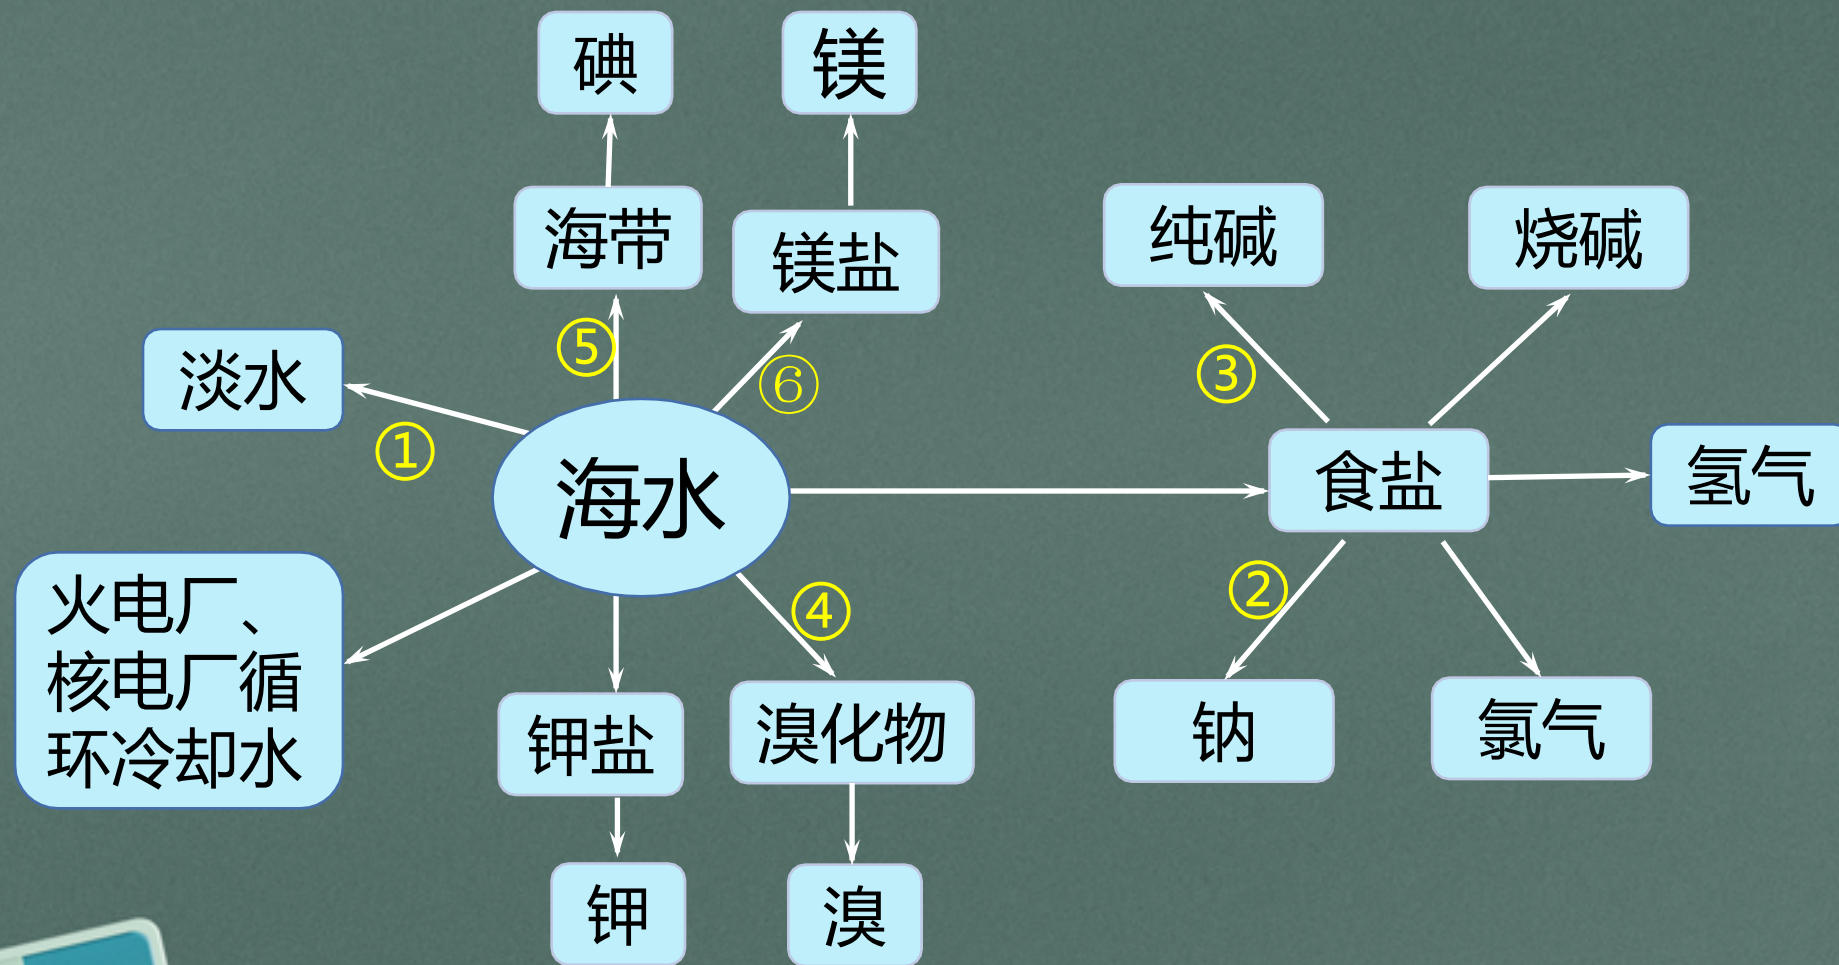 碘
镁
海带
镁盐
纯碱
烧碱
淡水
⑤
⑥
③
①
海水
食盐
氢气
火电厂、
核电厂循
环冷却水
④
②
钾盐
溴化物
钠
氯气
钾
溴